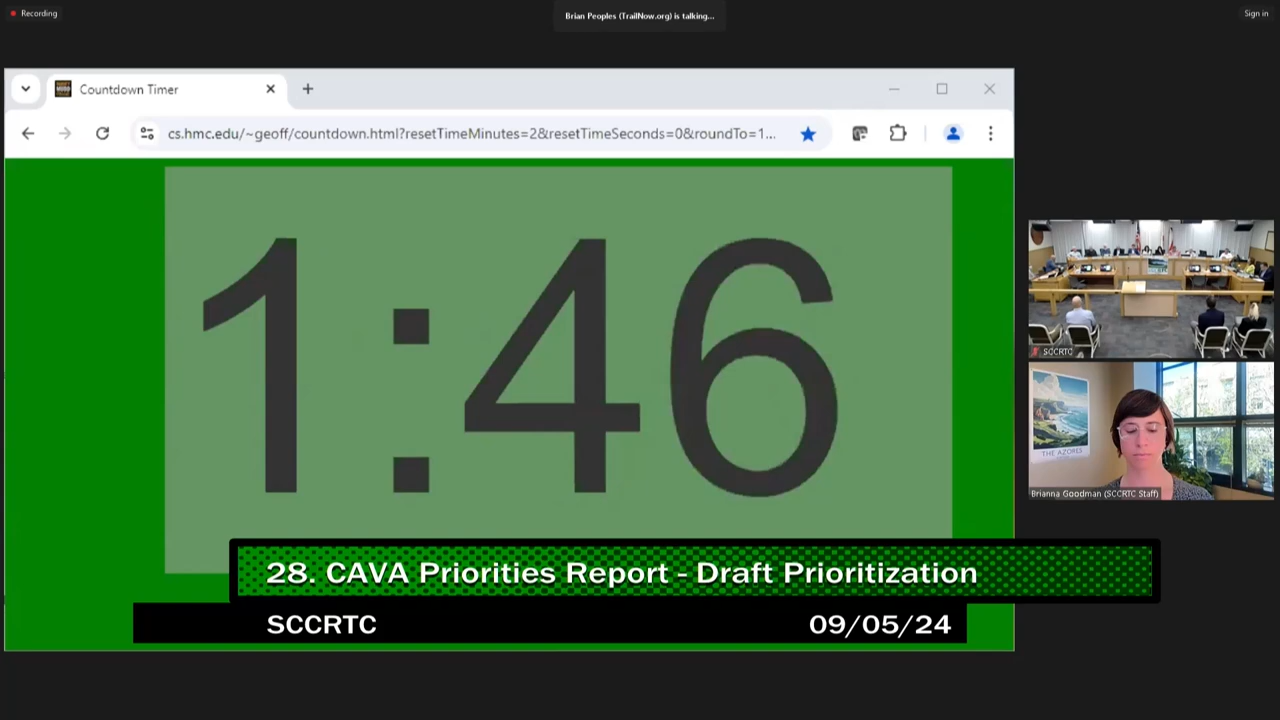 Recording
Brian Peoples (TrailNow.org) is talking...
Sign in
Countdown Timer
cs.hmc.edu/~geoff/countdown.html?resetTimeMinutes=2&resetTimeSeconds=0&roundTo=1...
1:46
SCCRTC
THE AZORES
Brianna Goodman (SCCRTC Staff)
28. CAVA Priorities Report - Draft Prioritization
SCCRTC
09/05/24